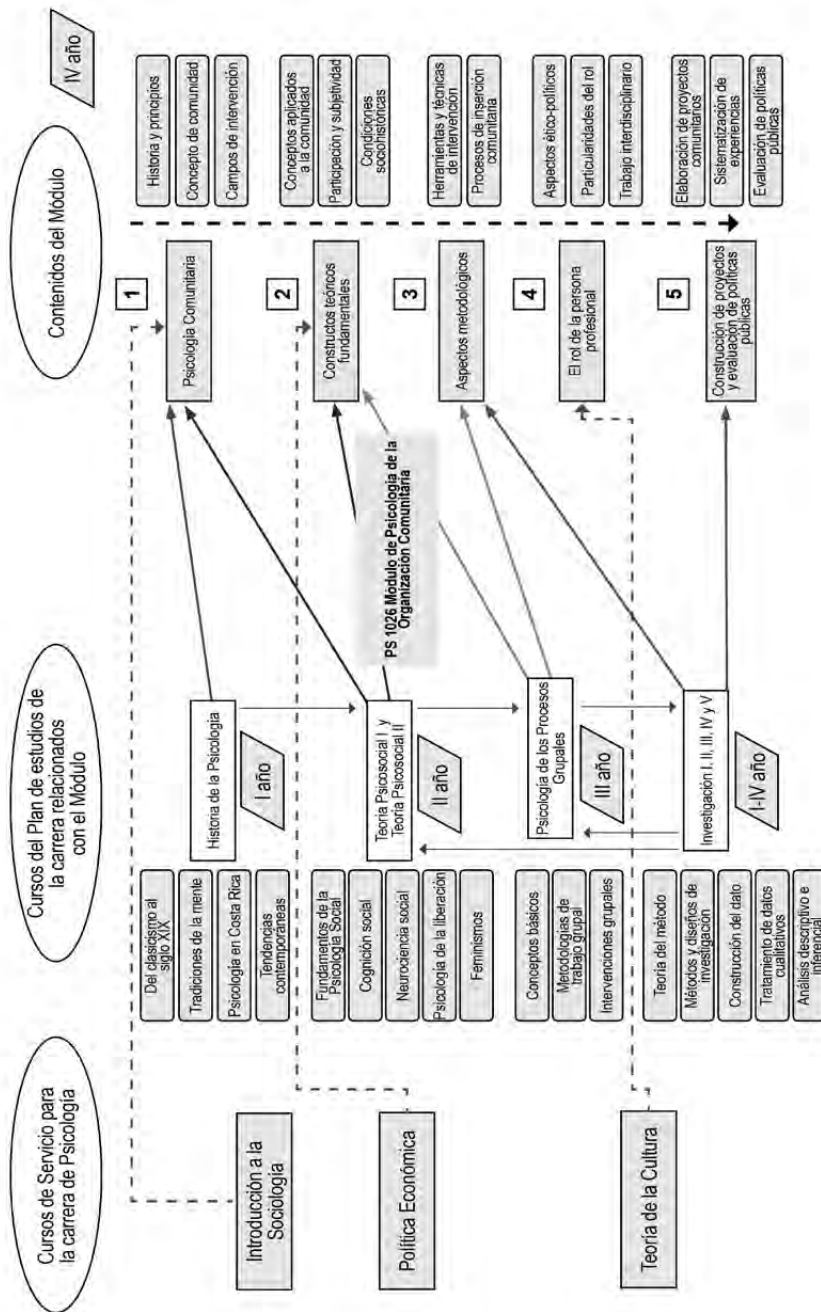 Cursos de Servicio para
la carrera de Psicología
Cursos del Plan de estudios de
la carrera relacionados
con el Módulo
Contenidos del Módulo
IV año
Introducción a la
Sociología
Política Económica
Teoría de la Cultura
Del clasicismo al
siglo XIX
Tradiciones de la mente
Psicología en Costa Rica
Tendencias
contemporáneas
Historia de la Psicología
I año
Fundamentos de la
Psicología Social
Cognición social
Neurociencia social
Psicología de la liberación
Feminismos
Teoría Psicosocial I y
Teoría Psicosocial II
II año
Conceptos básicos
Metodologías de
trabajo grupal
Intervenciones grupales
Psicología de los Procesos
Grupales
III año
Teoría del método
Métodos y diseños de
investigación
Construcción del dato
Tratamiento de datos
cualitativos
Análisis descriptivo e
inferencial
Investigación I, II, III, IV y V
I-IV año
PS 1026 Módulo de Psicología de la
Organización Comunitaria
1
Psicología Comunitaria
Historia y principios
Concepto de comunidad
Campos de intervención
2
Constructos teóricos
fundamentales
Conceptos aplicados
a la comunidad
Participación y subjetividad
Condiciones
sociohistóricas
3
Aspectos metodológicos
Herramientas y técnicas
de intervención
Procesos de inserción
comunitaria
4
El rol de la persona
profesional
Aspectos ético-políticos
Particularidades del rol
Trabajo interdisciplinario
5
Construcción de proyectos
y evaluación de políticas
públicas
Elaboración de proyectos
comunitarios
Sistematización de
experiencias
Evaluación de políticas
públicas